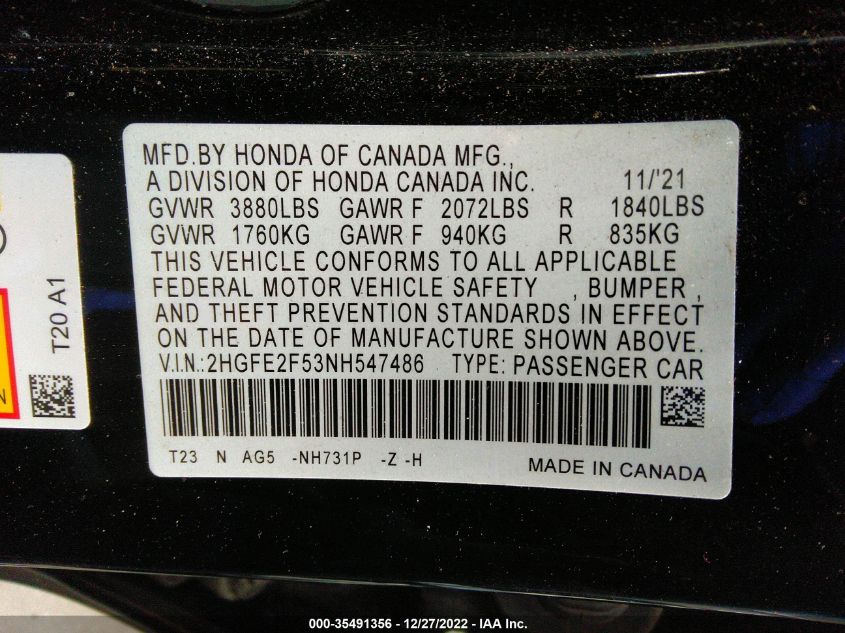 MFD.BY HONDA OF CANADA MFG.,
A DIVISION OF HONDA CANADA INC. 11/'21
GVWR 3880LBS GAWR F 2072LBS R 1840LBS
GVWR 1760KG GAWR F 940KG R 835KG
THIS VEHICLE CONFORMS TO ALL APPLICABLE
FEDERAL MOTOR VEHICLE SAFETY , BUMPER ,
AND THEFT PREVENTION STANDARDS IN EFFECT
ON THE DATE OF MANUFACTURE SHOWN ABOVE.
V.I.N.:2HGFE2F53NH547486 TYPE: PASSENGER CAR
T23 N AG5 -NH731P -Z -H MADE IN CANADA
T20 A1
000-35491356 - 12/27/2022 - IAA Inc.